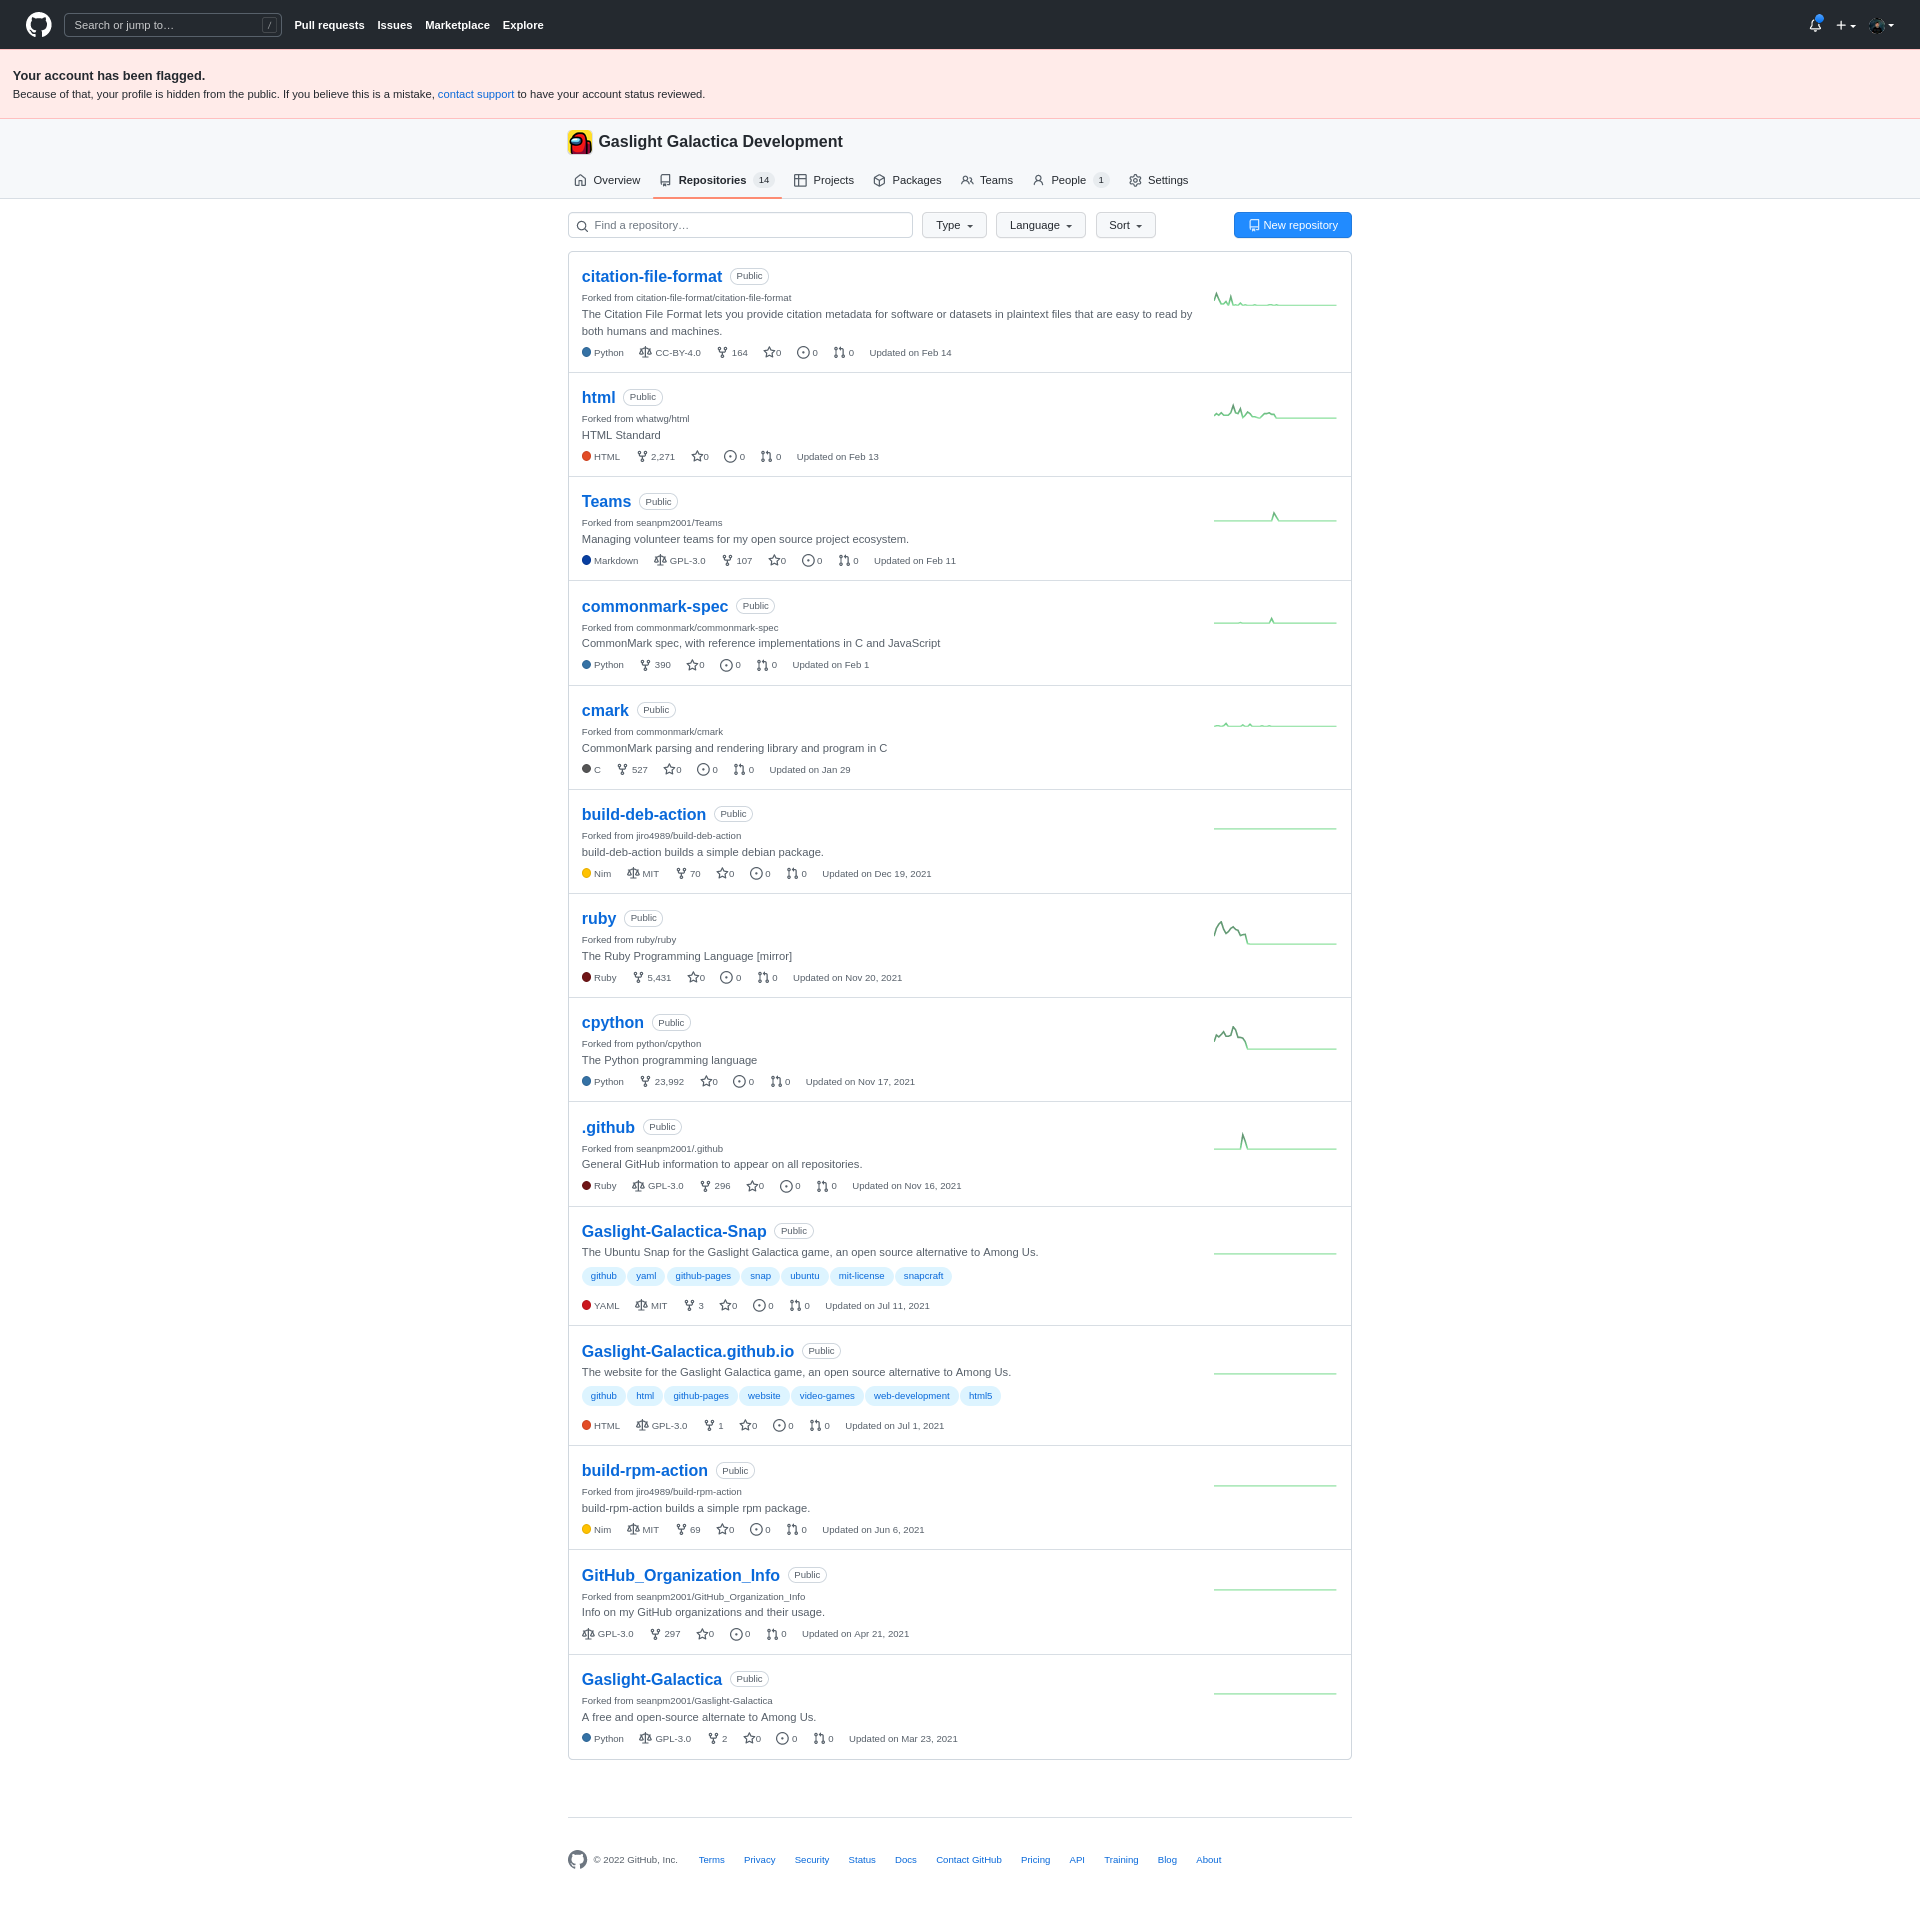 Search or jump to… / Pull requests Issues Marketplace Explore
Your account has been flagged.
Because of that, your profile is hidden from the public. If you believe this is a mistake, contact support to have your account status reviewed.
Gaslight Galactica Development
Overview Repositories 14 Projects Packages Teams People 1 Settings
Find a repository… Type Language Sort New repository
citation-file-format Public
Forked from citation-file-format/citation-file-format
The Citation File Format lets you provide citation metadata for software or datasets in plaintext files that are easy to read by
both humans and machines.
Python CC-BY-4.0 164 0 0 0 Updated on Feb 14
html Public
Forked from whatwg/html
HTML Standard
HTML 2,271 0 0 0 Updated on Feb 13
Teams Public
Forked from seanpm2001/Teams
Managing volunteer teams for my open source project ecosystem.
Markdown GPL-3.0 107 0 0 0 Updated on Feb 11
commonmark-spec Public
Forked from commonmark/commonmark-spec
CommonMark spec, with reference implementations in C and JavaScript
Python 390 0 0 0 Updated on Feb 1
cmark Public
Forked from commonmark/cmark
CommonMark parsing and rendering library and program in C
C 527 0 0 0 Updated on Jan 29
build-deb-action Public
Forked from jiro4989/build-deb-action
build-deb-action builds a simple debian package.
Nim MIT 70 0 0 0 Updated on Dec 19, 2021
ruby Public
Forked from ruby/ruby
The Ruby Programming Language [mirror]
Ruby 5,431 0 0 0 Updated on Nov 20, 2021
cpython Public
Forked from python/cpython
The Python programming language
Python 23,992 0 0 0 Updated on Nov 17, 2021
.github Public
Forked from seanpm2001/.github
General GitHub information to appear on all repositories.
Ruby GPL-3.0 296 0 0 0 Updated on Nov 16, 2021
Gaslight-Galactica-Snap Public
The Ubuntu Snap for the Gaslight Galactica game, an open source alternative to Among Us.
github yaml github-pages snap ubuntu mit-license snapcraft
YAML MIT 3 0 0 0 Updated on Jul 11, 2021
Gaslight-Galactica.github.io Public
The website for the Gaslight Galactica game, an open source alternative to Among Us.
github html github-pages website video-games web-development html5
HTML GPL-3.0 1 0 0 0 Updated on Jul 1, 2021
build-rpm-action Public
Forked from jiro4989/build-rpm-action
build-rpm-action builds a simple rpm package.
Nim MIT 69 0 0 0 Updated on Jun 6, 2021
GitHub_Organization_Info Public
Forked from seanpm2001/GitHub_Organization_Info
Info on my GitHub organizations and their usage.
GPL-3.0 297 0 0 0 Updated on Apr 21, 2021
Gaslight-Galactica Public
Forked from seanpm2001/Gaslight-Galactica
A free and open-source alternate to Among Us.
Python GPL-3.0 2 0 0 0 Updated on Mar 23, 2021
© 2022 GitHub, Inc. Terms Privacy Security Status Docs Contact GitHub Pricing API Training Blog About